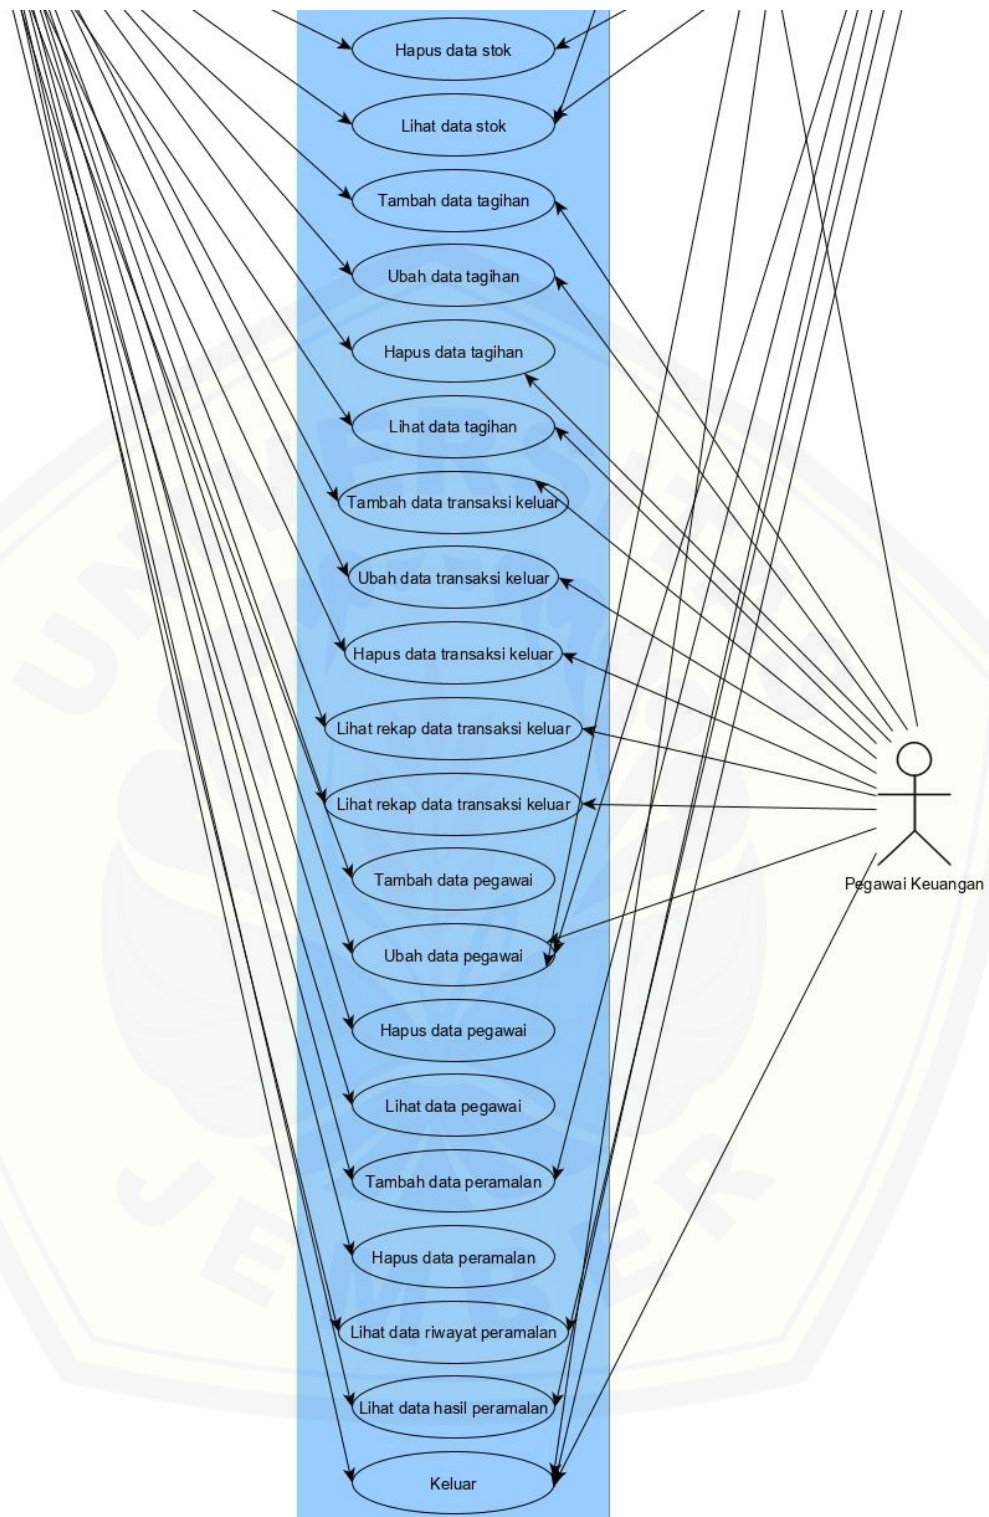 Hapus data stok
Lihat data stok
Tambah data tagihan
Ubah data tagihan
Hapus data tagihan
Lihat data tagihan
Tambah data transaksi keluar
Ubah data transaksi keluar
Hapus data transaksi keluar
Lihat rekap data transaksi keluar
Lihat rekap data transaksi keluar
Tambah data pegawai
Pegawai Keuangan
Ubah data pegawai
Hapus data pegawai
Lihat data pegawai
Tambah data peramalan
Hapus data peramalan
Lihat data riwayat peramalan
Lihat data hasil peramalan
Keluar
UNIVERSITAS
JEMBER